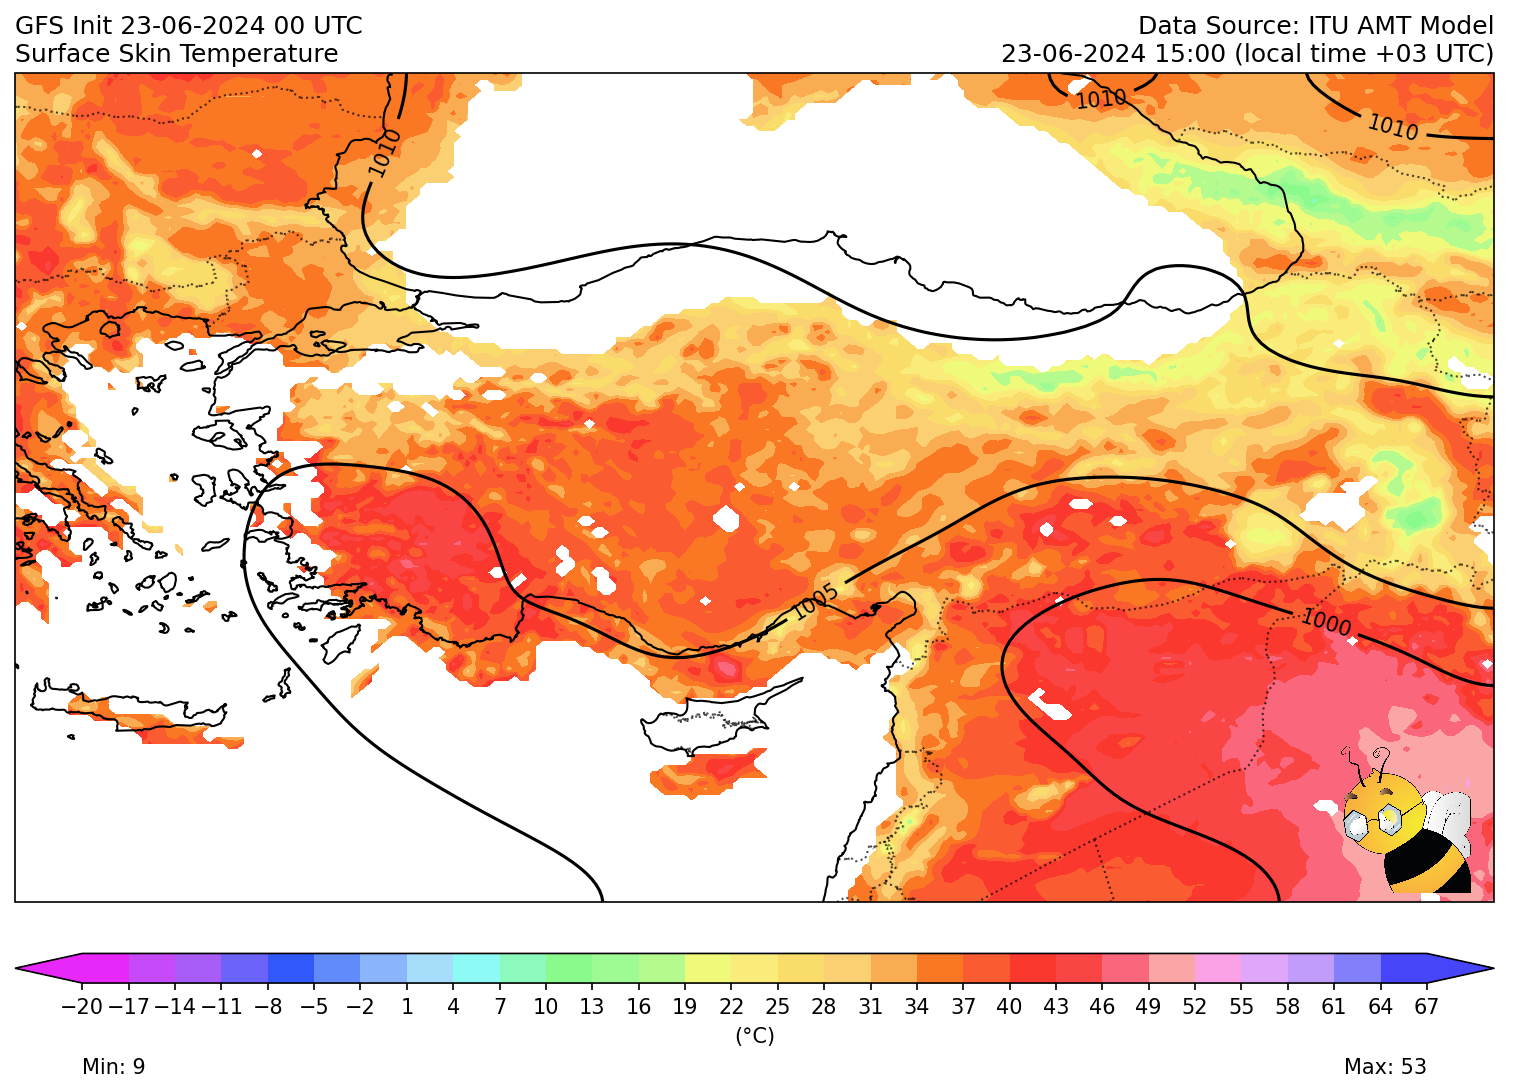 GFS Init 23-06-2024 00 UTC
Data Source: ITU AMT Model
Surface Skin Temperature
23-06-2024 15:00 (local time +03 UTC)
1010
1010
1010
1005
1000
−20 −17 −14 −11 −8 −5 −2 1 4 7 10 13 16 19 22 25 28 31 34 37 40 43 46 49 52 55 58 61 64 67
(°C)
Min: 9
Max: 53